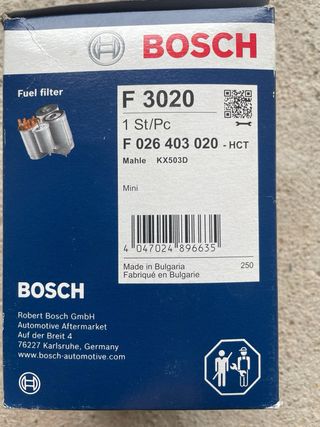 BOSCH
Fuel filter
F 3020
1 St/Pc
F 026 403 020 - HCT
Mahle KX503D
Mini
4 047024 896635
Made in Bulgaria 250
Fabriqué en Bulgarie
BOSCH
Robert Bosch GmbH
Automotive Aftermarket
Auf der Breit 4
76227 Karlsruhe, Germany
www.bosch-automotive.com